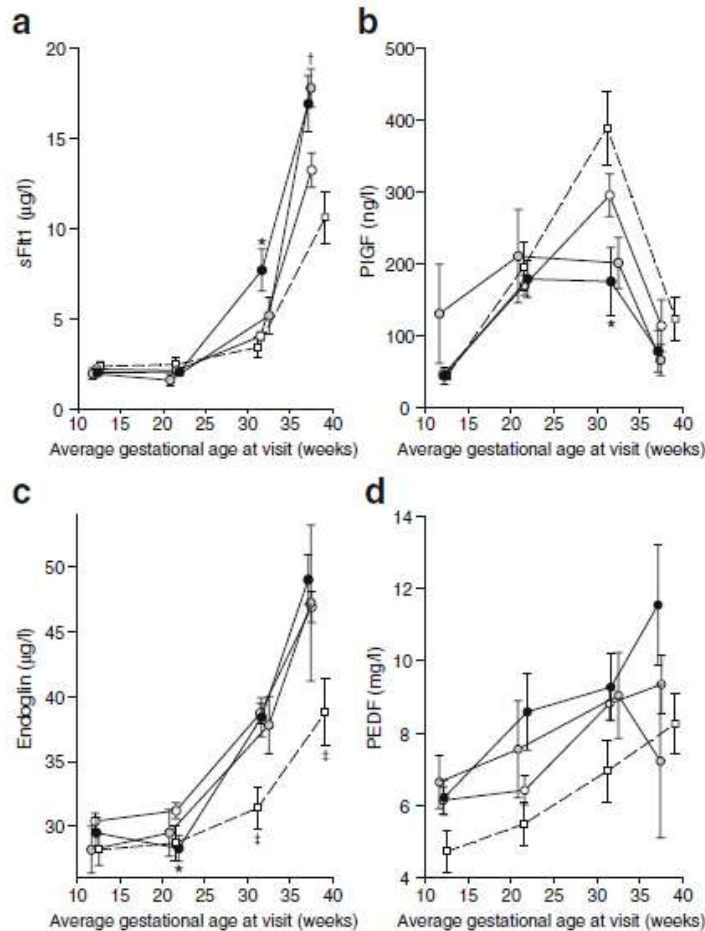 a
20
15
10
5
0
sFlt1 (µg/l)
†
*
10 15 20 25 30 35 40
Average gestational age at visit (weeks)
b
500
400
300
200
100
0
PlGF (ng/l)
*
10 15 20 25 30 35 40
Average gestational age at visit (weeks)
c
50
45
40
35
30
Endoglin (µg/l)
‡
‡
‡
*
10 15 20 25 30 35 40
Average gestational age at visit (weeks)
d
14
12
10
8
6
4
PEDF (mg/l)
10 15 20 25 30 35 40
Average gestational age at visit (weeks)